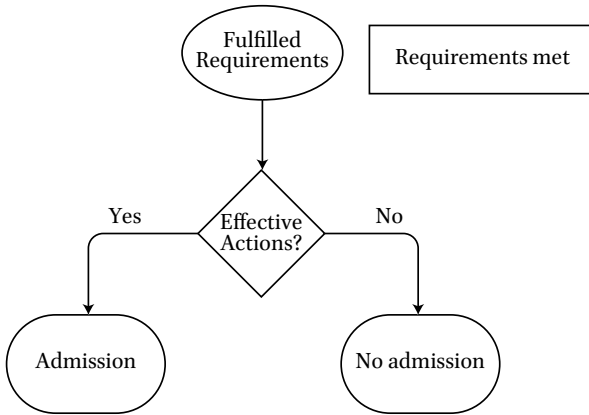 Fulfilled
Requirements
Requirements met
Effective
Actions?
Yes
No
Admission
No admission